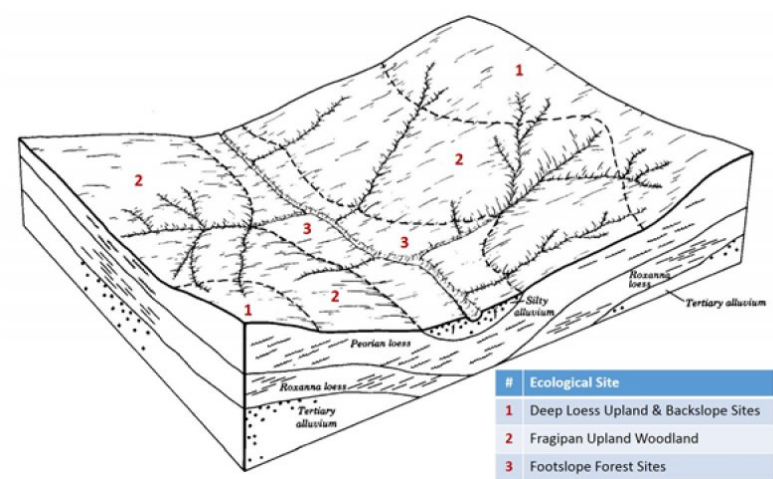 1
2
2
3
3
2
1
Silty
alluvium
Roxanna
loess
Tertiary alluvium
Peorian loess
Roxanna loess
Tertiary
alluvium
# Ecological Site
1 Deep Loess Upland & Backslope Sites
2 Fragipan Upland Woodland
3 Footslope Forest Sites